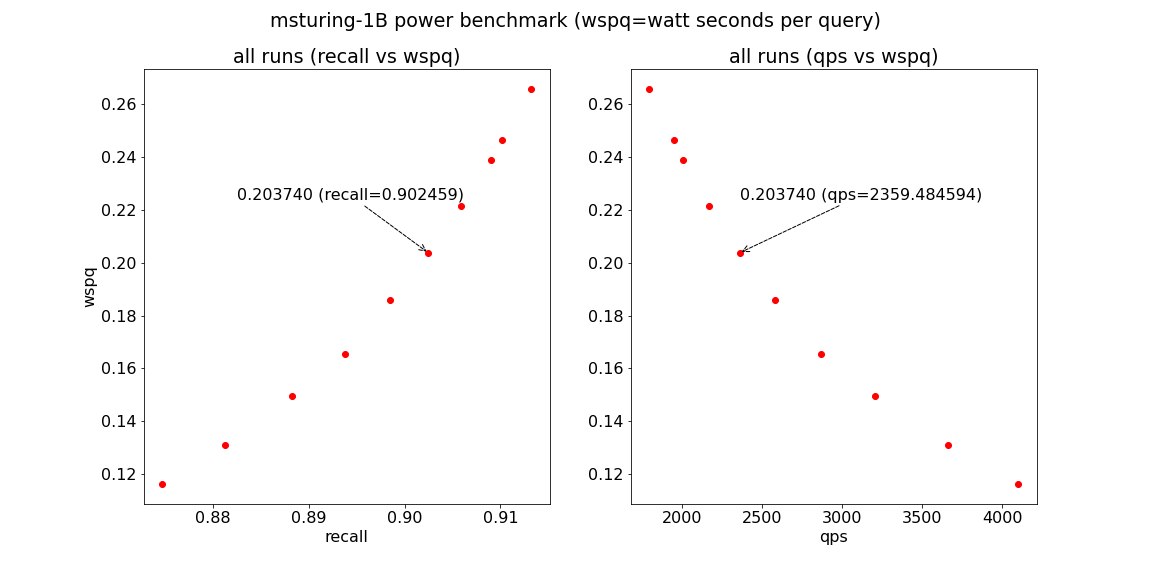 msturing-1B power benchmark (wspq=watt seconds per query)
all runs (recall vs wspq)
0.26
0.24
0.22
0.20
0.18
0.16
0.14
0.12
wspq
0.203740 (recall=0.902459)
0.88 0.89 0.90 0.91
recall
all runs (qps vs wspq)
0.26
0.24
0.22
0.20
0.18
0.16
0.14
0.12
0.203740 (qps=2359.484594)
2000 2500 3000 3500 4000
qps